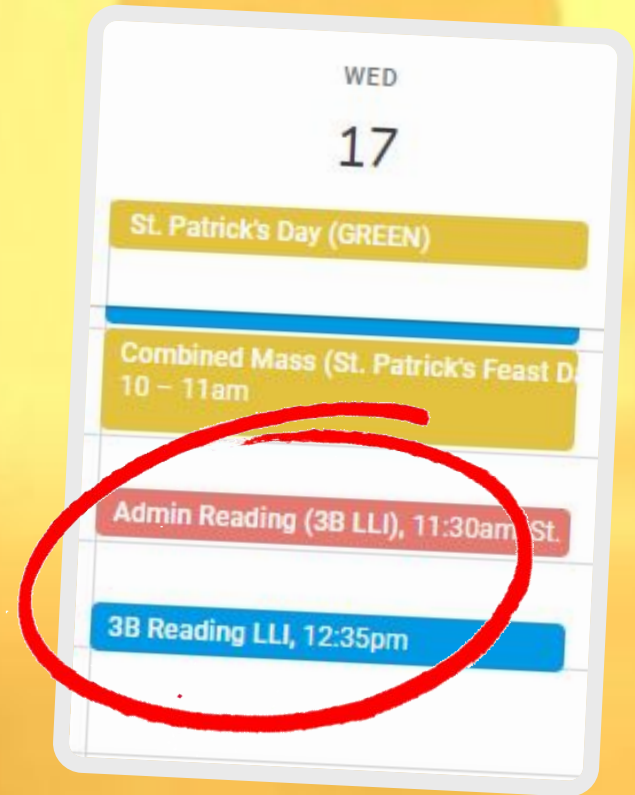 WED
17
St. Patrick's Day (GREEN)
Combined Mass (St. Patrick's Feast
10 – 11am
Admin Reading (3B LLI), 11:30am, St.
3B Reading LLI, 12:35pm